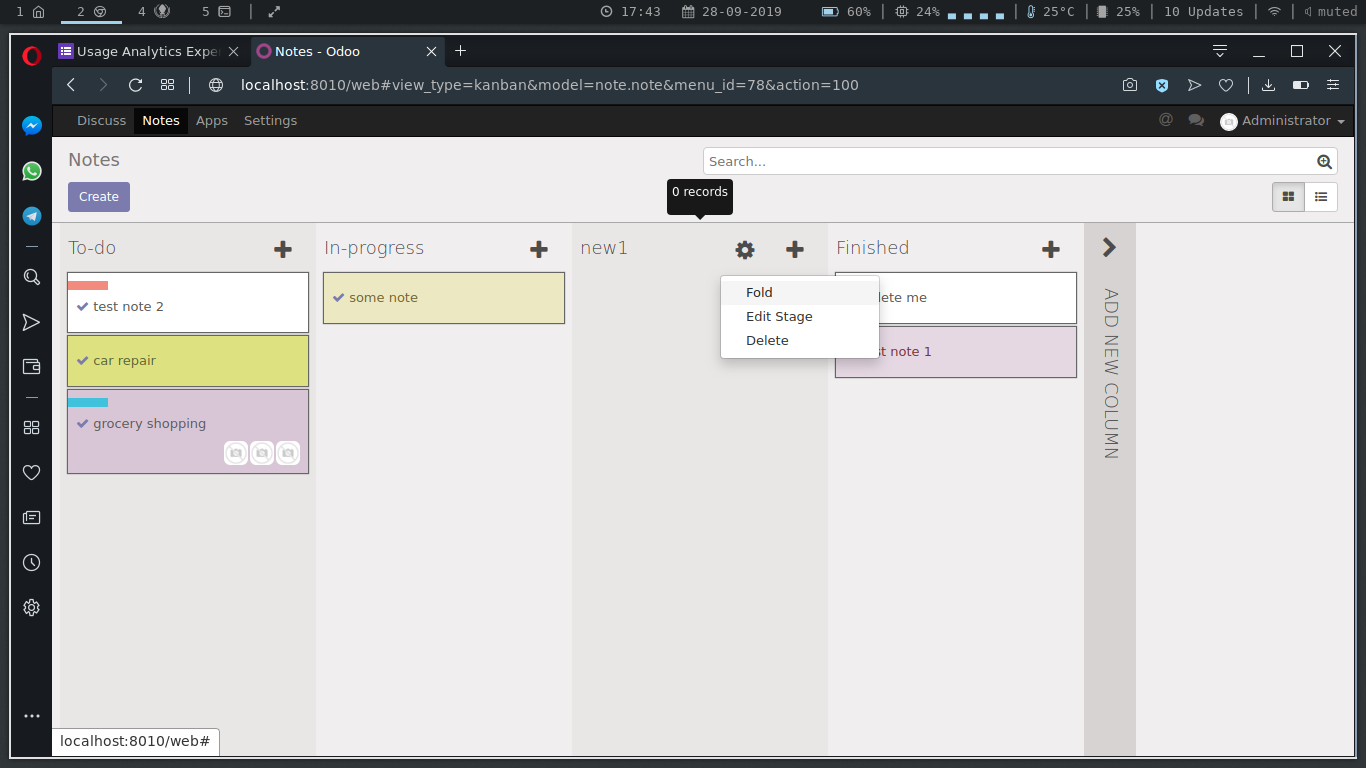 1 2 4 5 17:43 28-09-2019 60% 24% 25°C 25% 10 Updates muted
Usage Analytics Expe Notes - Odoo
localhost:8010/web#view_type=kanban&model=note.note&menu_id=78&action=100
Discuss Notes Apps Settings @ Administrator
Notes Search...
Create 0 records
To-do In-progress new1 Finished
test note 2
car repair
grocery shopping
some note
Fold
Edit Stage
Delete
lete me
st note 1
ADD NEW COLUMN
localhost:8010/web#